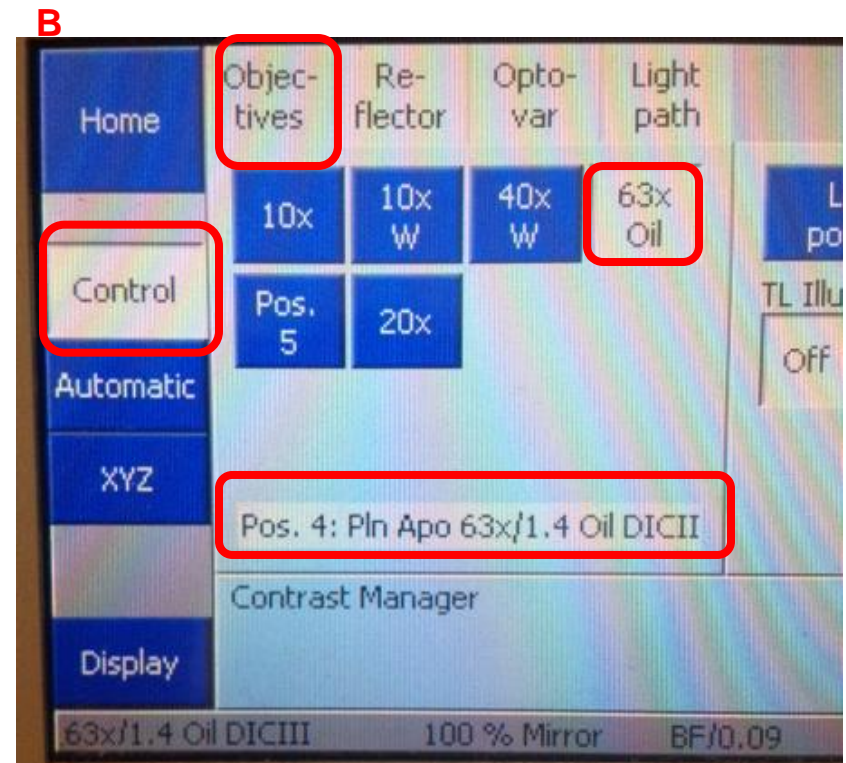 B
Objec- Re- Opto- Light
tives flector var path
Home
10x 10x W 40x W 63x Oil
Control
Pos. 5 20x
TL Illu
Off
Automatic
XYZ
Pos. 4: Pln Apo 63x/1.4 Oil DICII
Contrast Manager
Display
63x/1.4 Oil DICIII 100 % Mirror BF/0.09